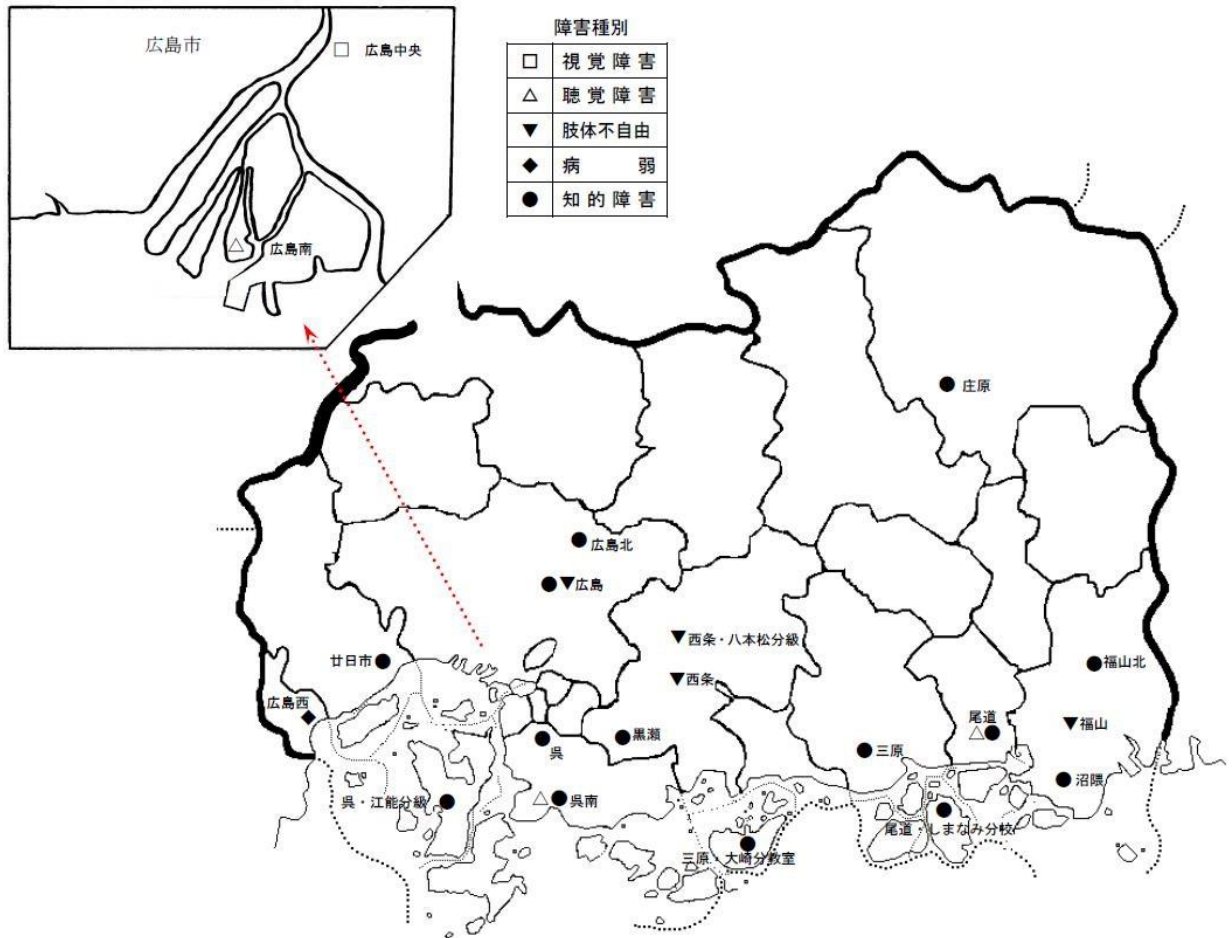 広島市
□ 広島中央
△ 広島南
障害種別
□ 視覚障害
△ 聴覚障害
▼ 肢体不自由
◆ 病 弱
● 知的障害
● 庄原
● 広島北
● ▼ 広島
▼ 西条・八本松分級
廿日市 ●
▼ 西条
● 福山北
広島西
◆
▼ 福山
尾道
△ ●
● 黒瀬
●
呉
● 三原
● 沼隈
呉・江能分級 ●
△ ● 呉南
●
尾道・しまなみ分校
●
三原・大崎分教室